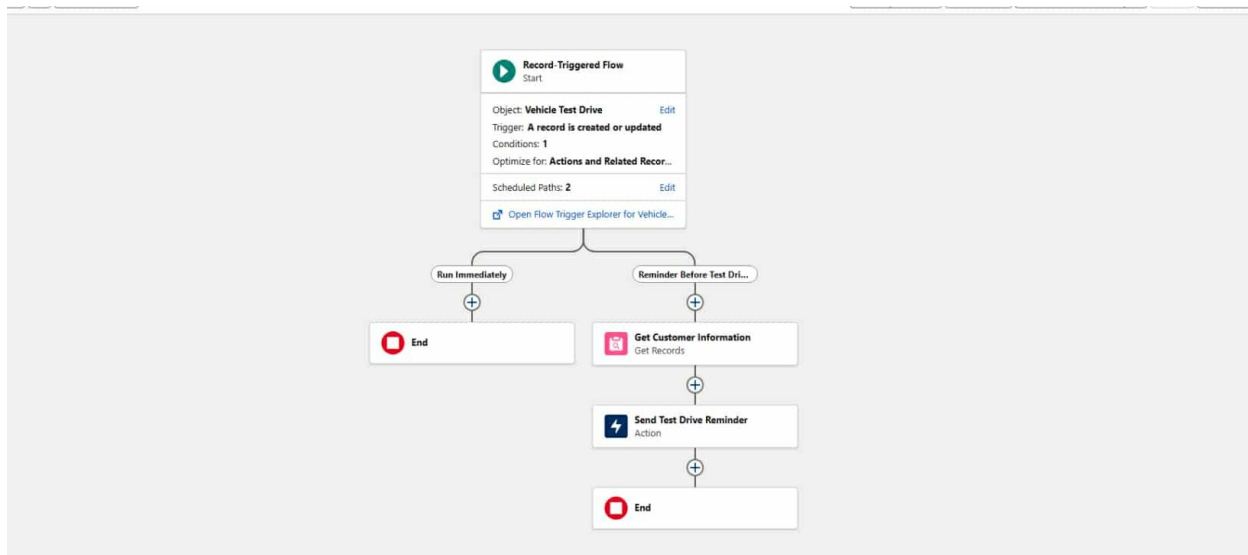 Record-Triggered Flow
Start
Object: Vehicle Test Drive
Edit
Trigger: A record is created or updated
Conditions: 1
Optimize for: Actions and Related Recor...
Scheduled Paths: 2
Edit
Open Flow Trigger Explorer for Vehicle...
Run Immediately
Reminder Before Test Dri...
End
Get Customer Information
Get Records
Send Test Drive Reminder
Action
End